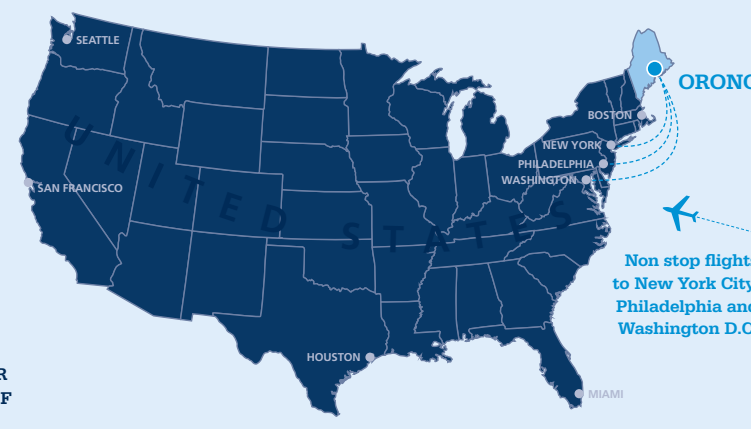 SEATTLE
ORONO
BOSTON
NEW YORK
PHILADELPHIA
WASHINGTON
SAN FRANCISCO
UNITED STATES
Non stop flights
to New York City
Philadelphia and
Washington D.C
HOUSTON
R
F
MIAMI